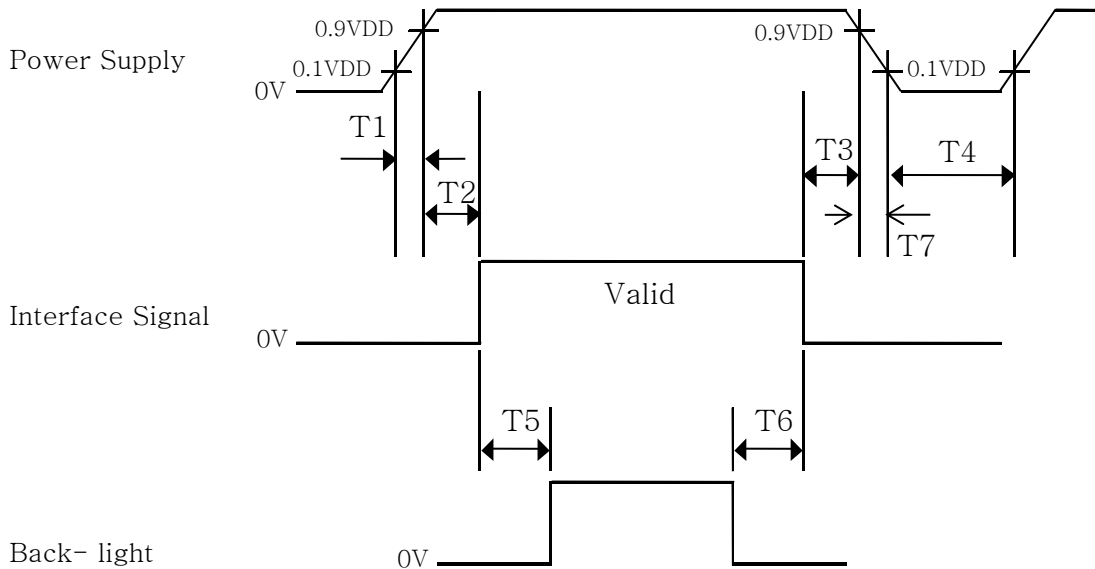 0.9VDD
0.9VDD
Power Supply
0.1VDD
0.1VDD
0V
T1
T2
T3
T4
T7
Valid
Interface Signal
0V
T5
T6
Back- light
0V